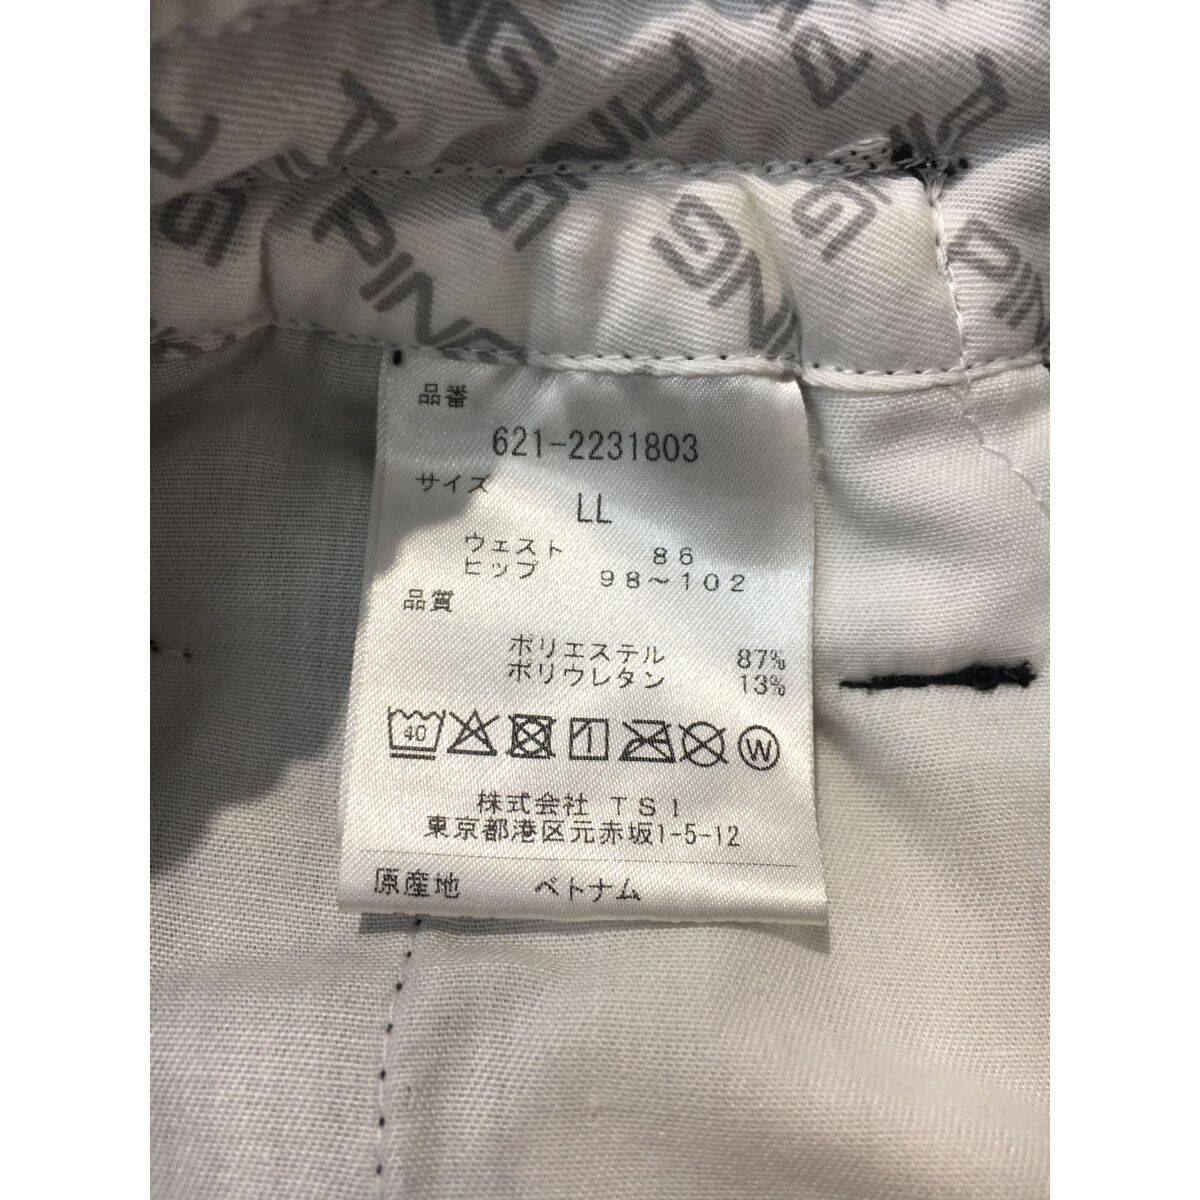 PING
PING
PING
品番
621-2231803
サイズ
LL
ウェスト 86
ヒップ 98～102
品質
ポリエステル 87%
ポリウレタン 13%
40
W
株式会社 TSI
東京都港区元赤坂1-5-12
原産地 ベトナム